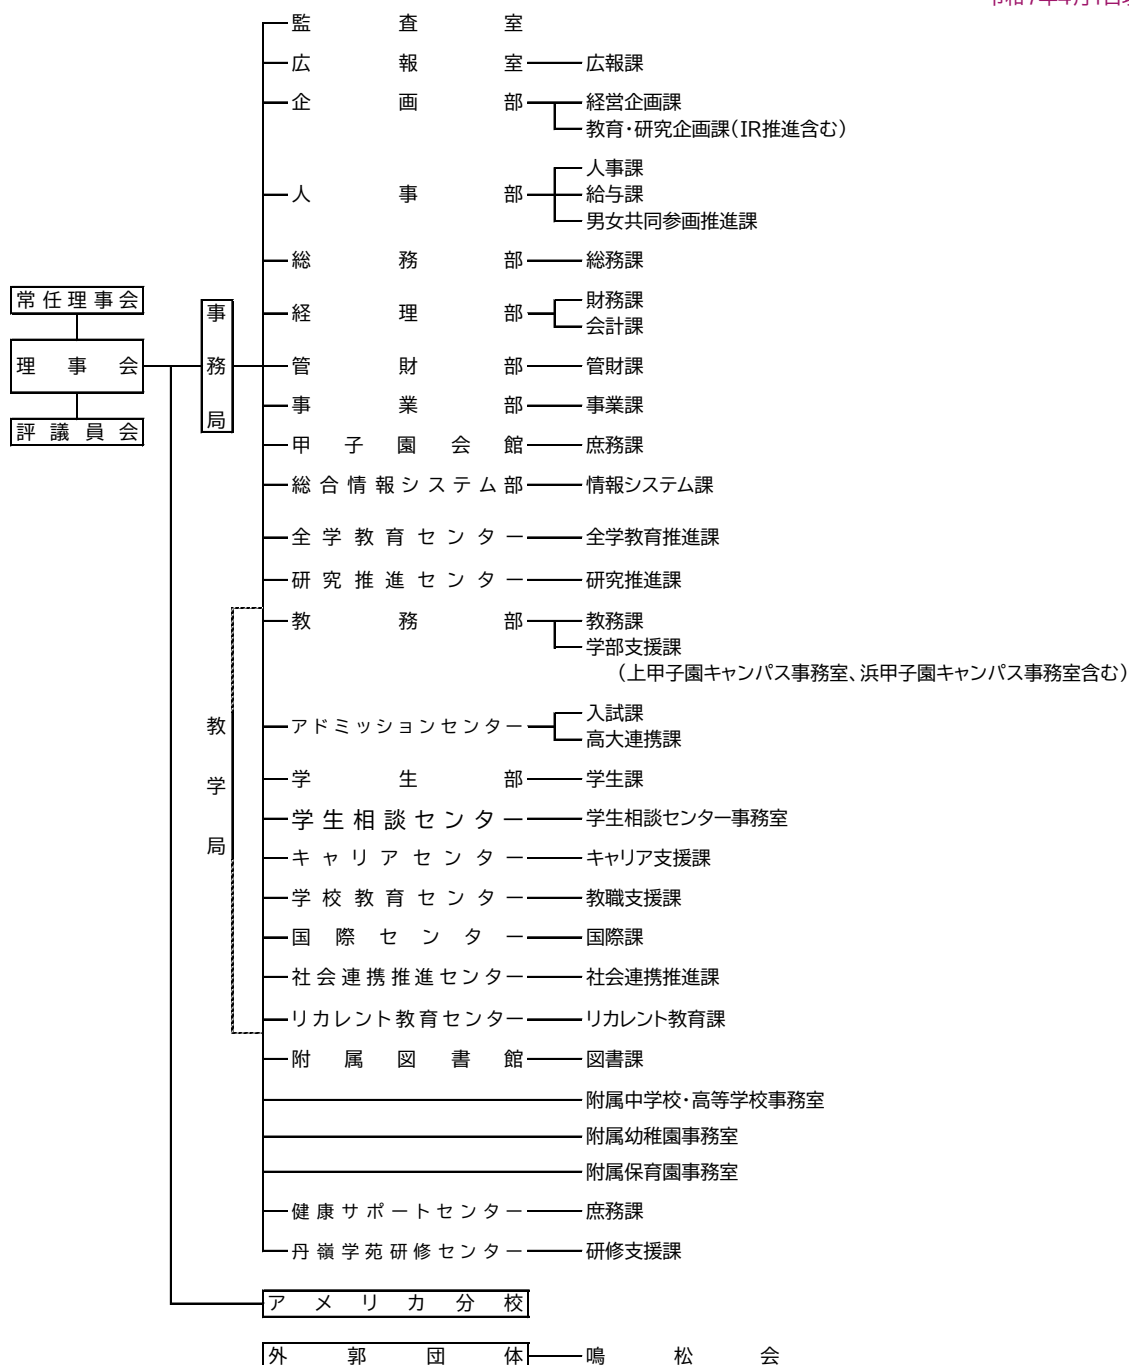 令和7年4月1日
監査室
広報室 広報課
企画部 経営企画課
教育・研究企画課(IR推進含む)
人事課
人事部 給与課
男女共同参画推進課
総務部 総務課
常任理事会
理事会
評議員会
事務局
財務課
経理部
会計課
管財部 管財課
事業部 事業課
甲子園会館 庶務課
総合情報システム部 情報システム課
全学教育センター 全学教育推進課
研究推進センター 研究推進課
教学局
教務部 教務課
学部支援課
(上甲子園キャンパス事務室、浜甲子園キャンパス事務室含む)
入試課
アドミッションセンター
高大連携課
学生部 学生課
学生相談センター 学生相談センター事務室
キャリアセンター キャリア支援課
学校教育センター 教職支援課
国際センター 国際課
社会連携推進センター 社会連携推進課
リカレント教育センター リカレント教育課
附属図書館 図書課
附属中学校・高等学校事務室
附属幼稚園事務室
附属保育園事務室
健康サポートセンター 庶務課
丹嶺学苑研修センター 研修支援課
アメリカ分校
外郭団体 鳴松会